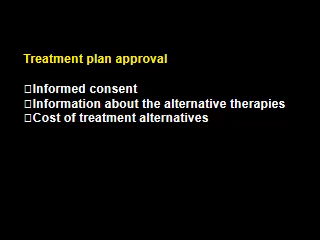 Treatment plan approval
Informed consent
Information about the alternative therapies
Cost of treatment alternatives